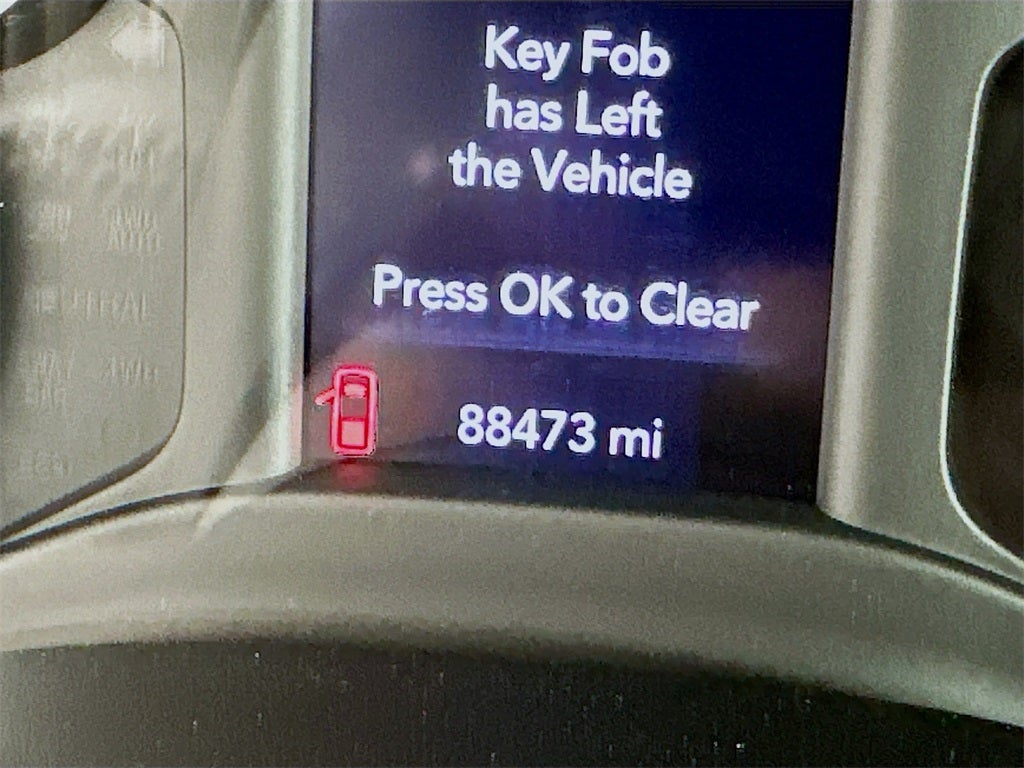 Key Fob
has Left
the Vehicle
Press OK to Clear
88473 mi